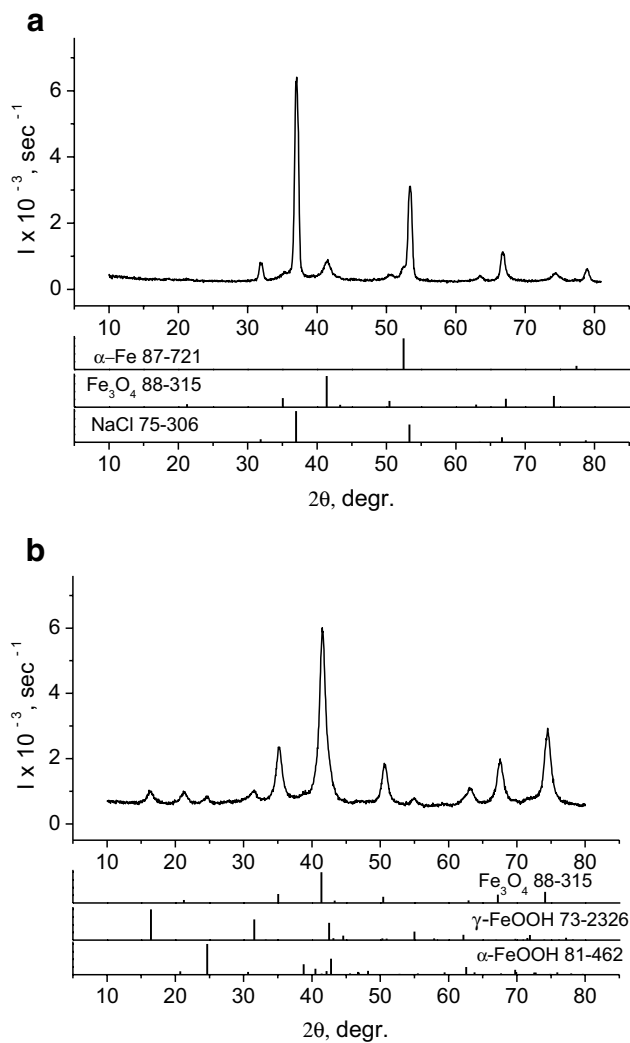 a
6
4
2
0
I x 10 -3 , sec -1
10 20 30 40 50 60 70 80
α–Fe 87-721
Fe3O4 88-315
NaCl 75-306
10 20 30 40 50 60 70 80
2θ, degr.
b
6
4
2
0
I x 10 -3 , sec -1
10 20 30 40 50 60 70 80
Fe3O4 88-315
γ-FeOOH 73-2326
α-FeOOH 81-462
10 20 30 40 50 60 70 80
2θ, degr.